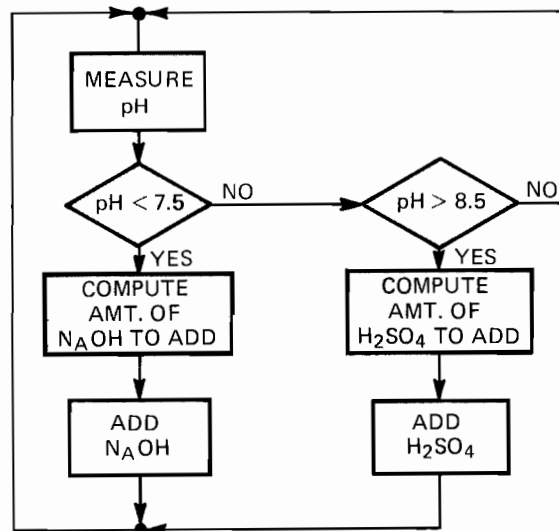 MEASURE
pH
pH < 7.5
NO
pH > 8.5
NO
YES
YES
COMPUTE
AMT. OF
NAOH TO ADD
COMPUTE
AMT. OF
H₂SO₄ TO ADD
ADD
NAOH
ADD
H₂SO₄